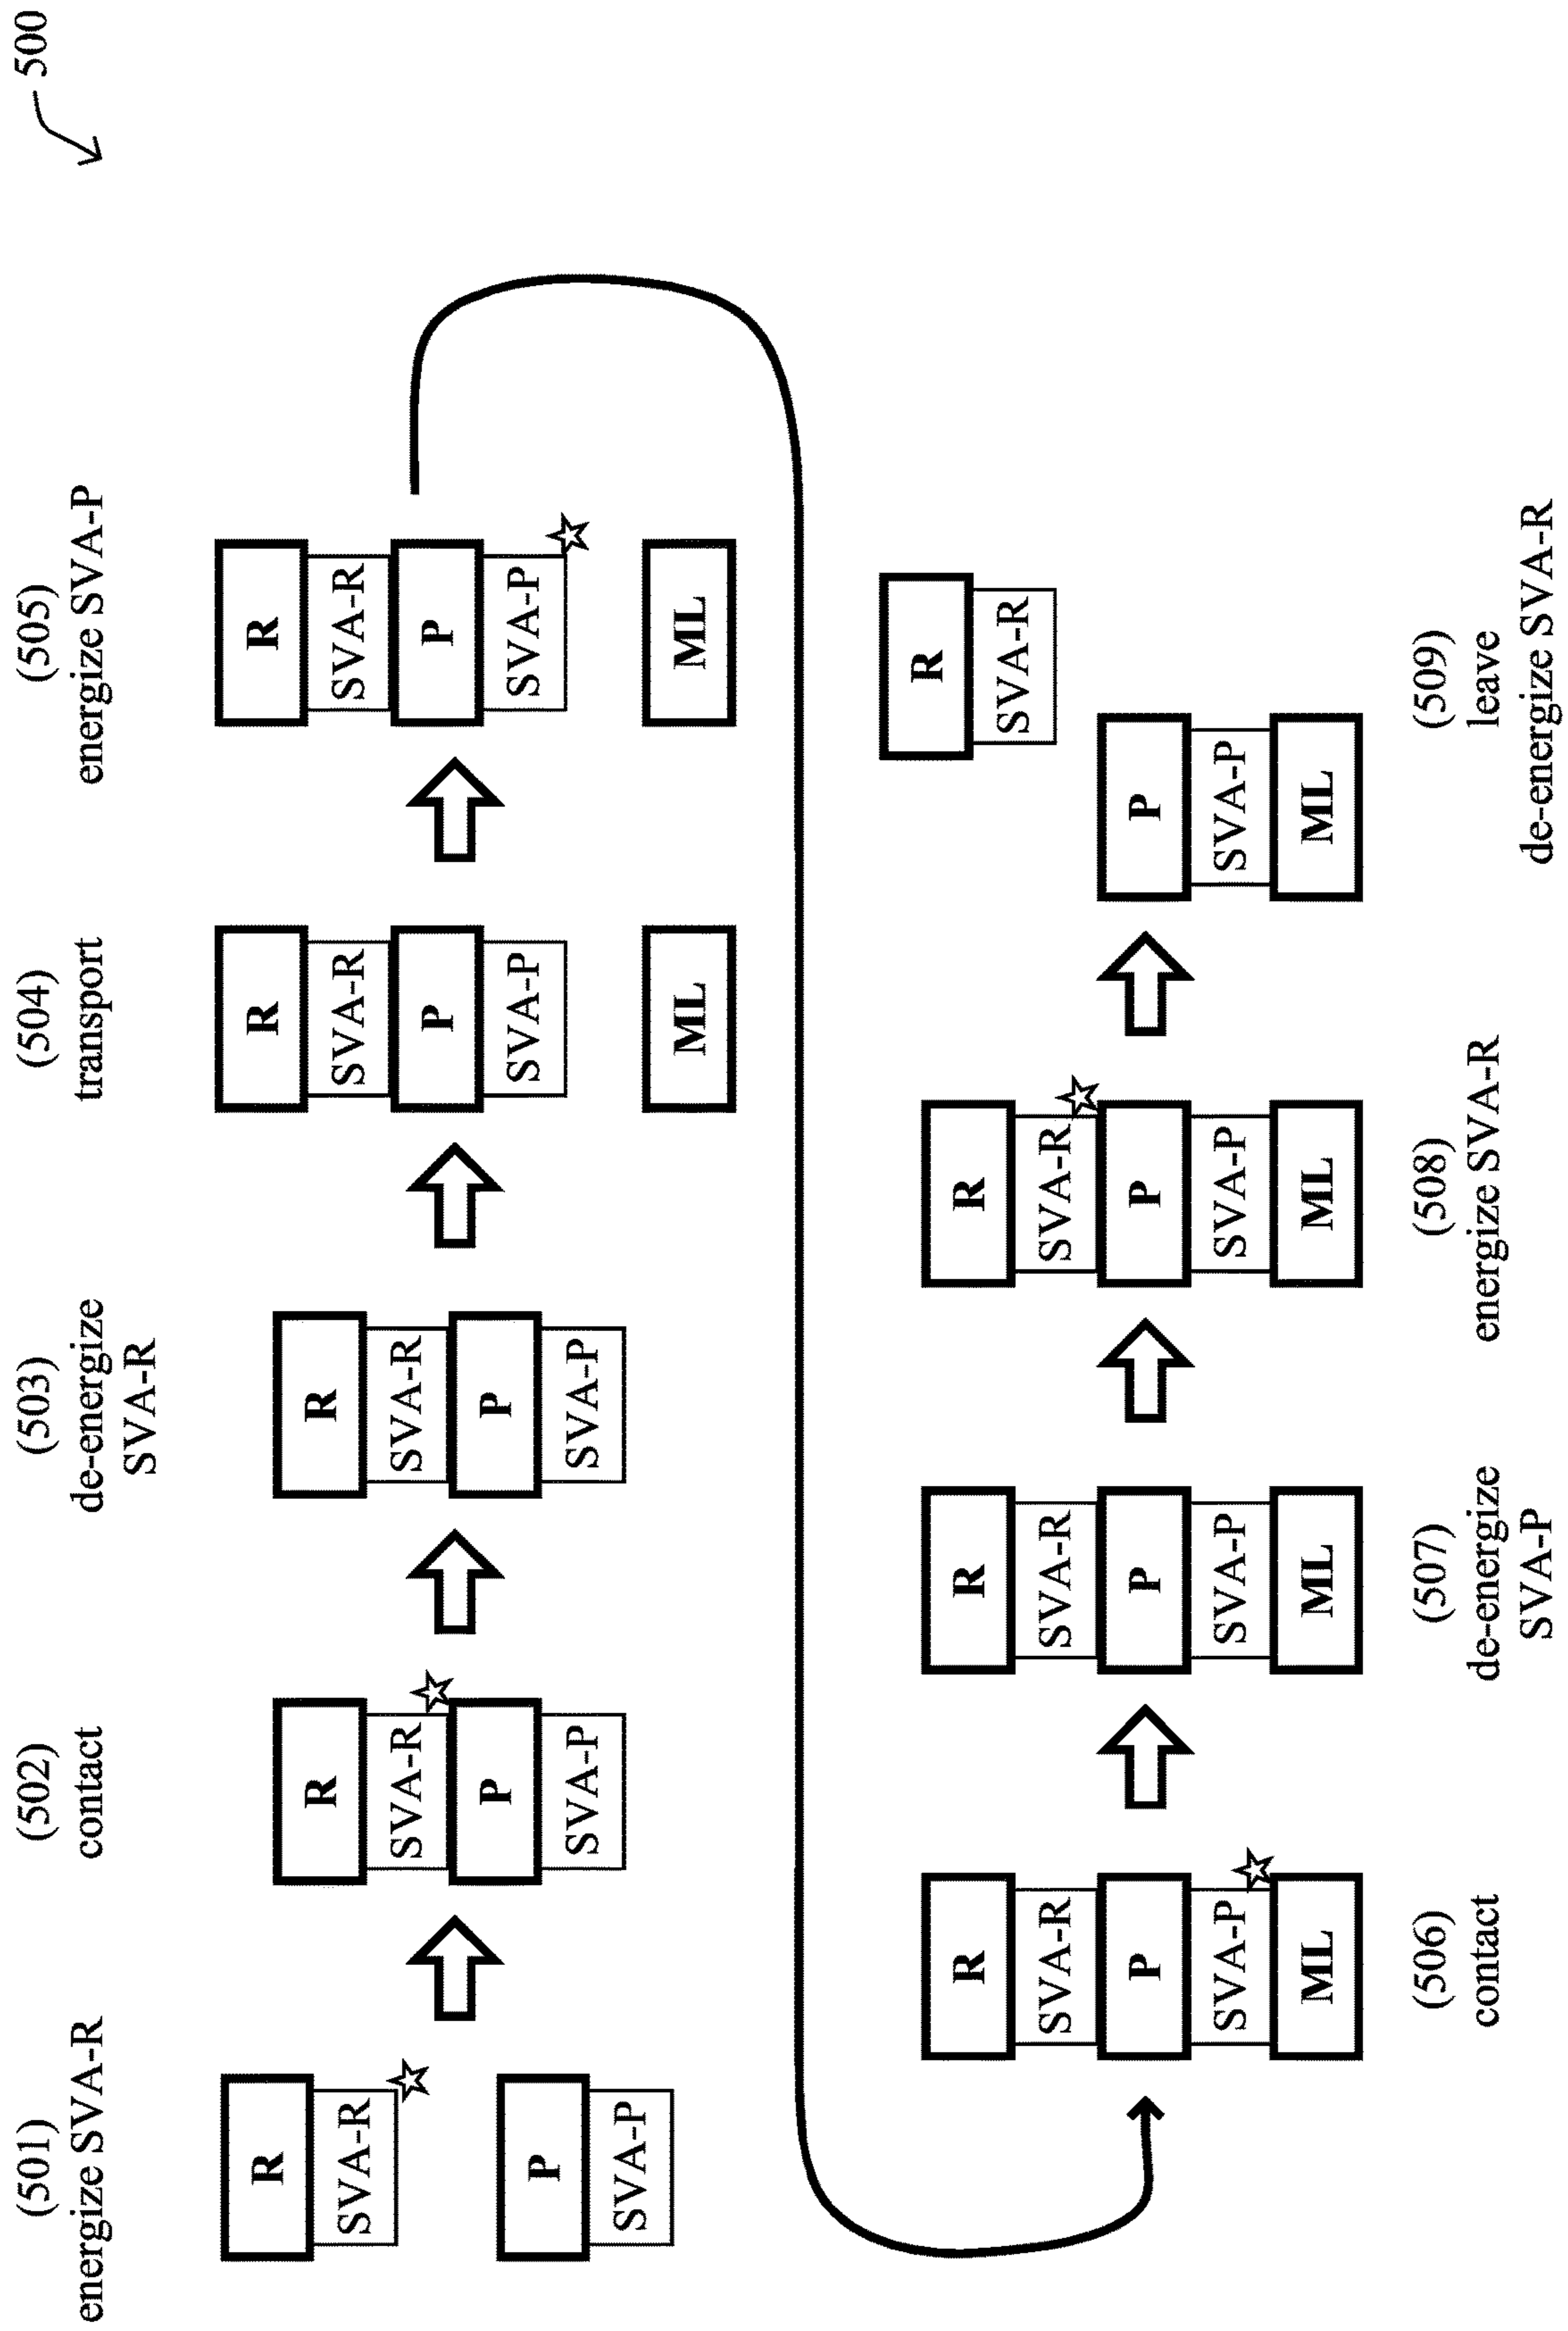 500
(501)
energize SVA-R
R
SVA-R
P
SVA-P
(502)
contact
R
SVA-R
P
SVA-P
(503)
de-energize
SVA-R
R
SVA-R
P
SVA-P
(504)
transport
R
SVA-R
P
SVA-P
ML
(505)
energize SVA-P
R
SVA-R
P
SVA-P
ML
R
SVA-R
P
SVA-P
ML
(506)
contact
R
SVA-R
P
SVA-P
ML
(507)
de-energize
SVA-P
R
SVA-R
P
SVA-P
ML
(508)
energize SVA-R
R
SVA-R
P
SVA-P
ML
(509)
leave
de-energize SVA-R